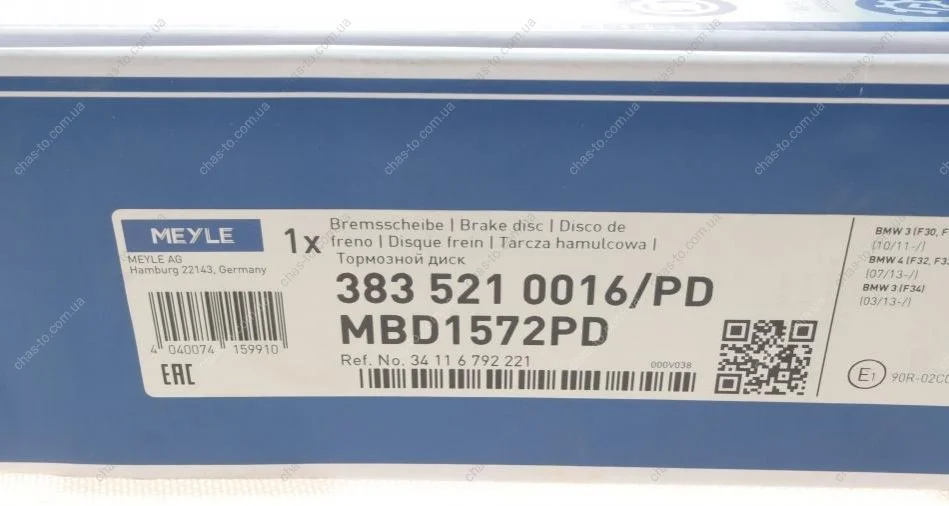 MEYLE
MEYLE AG
Hamburg 22143, Germany
4 040074 159910
EAC
1x
Bremsscheibe | Brake disc | Disco de
freno | Disque frein | Tarcza hamulcowa |
Тормозной диск
383 521 0016/PD
MBD1572PD
Ref. No. 34 11 6 792 221
000V038
BMW 3 (F30, F
(10/11-/)
BMW 4 (F32, F33
(07/13-/)
BMW 3 (F34)
(03/13-/)
E1
90R-02C0
chas-to.com.ua